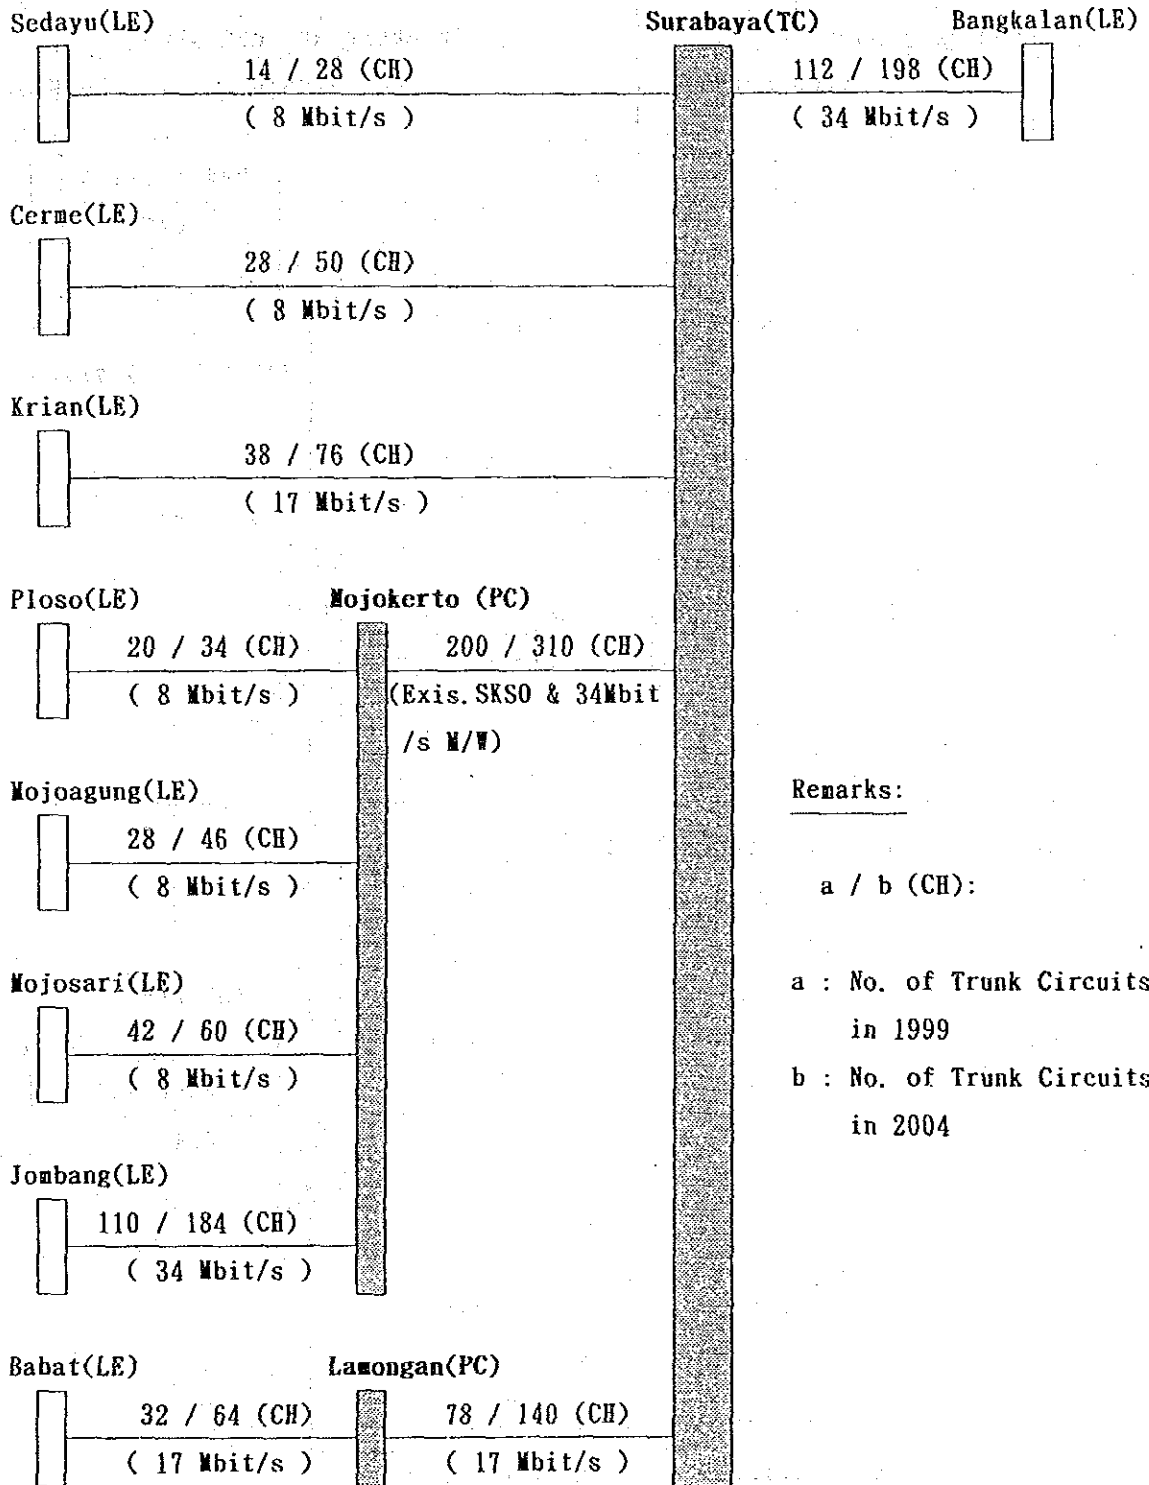 Sedayu(LE) Surabaya(TC) Bangkalan(LE)
14 / 28 (CH) 112 / 198 (CH)
( 8 Mbit/s ) ( 34 Mbit/s )
Cerme(LE)
28 / 50 (CH)
( 8 Mbit/s )
Krian(LE)
38 / 76 (CH)
( 17 Mbit/s )
Ploso(LE) Mojokerto (PC)
20 / 34 (CH) 200 / 310 (CH)
( 8 Mbit/s ) (Exis. SKSO & 34Mbit
/s M/W)
Mojoagung(LE)
28 / 46 (CH)
( 8 Mbit/s )
Mojosari(LE)
42 / 60 (CH)
( 8 Mbit/s )
Jombang(LE)
110 / 184 (CH)
( 34 Mbit/s )
Babat(LE) Lamongan(PC)
32 / 64 (CH) 78 / 140 (CH)
( 17 Mbit/s ) ( 17 Mbit/s )
Remarks:
a / b (CH):
a : No. of Trunk Circuits
in 1999
b : No. of Trunk Circuits
in 2004